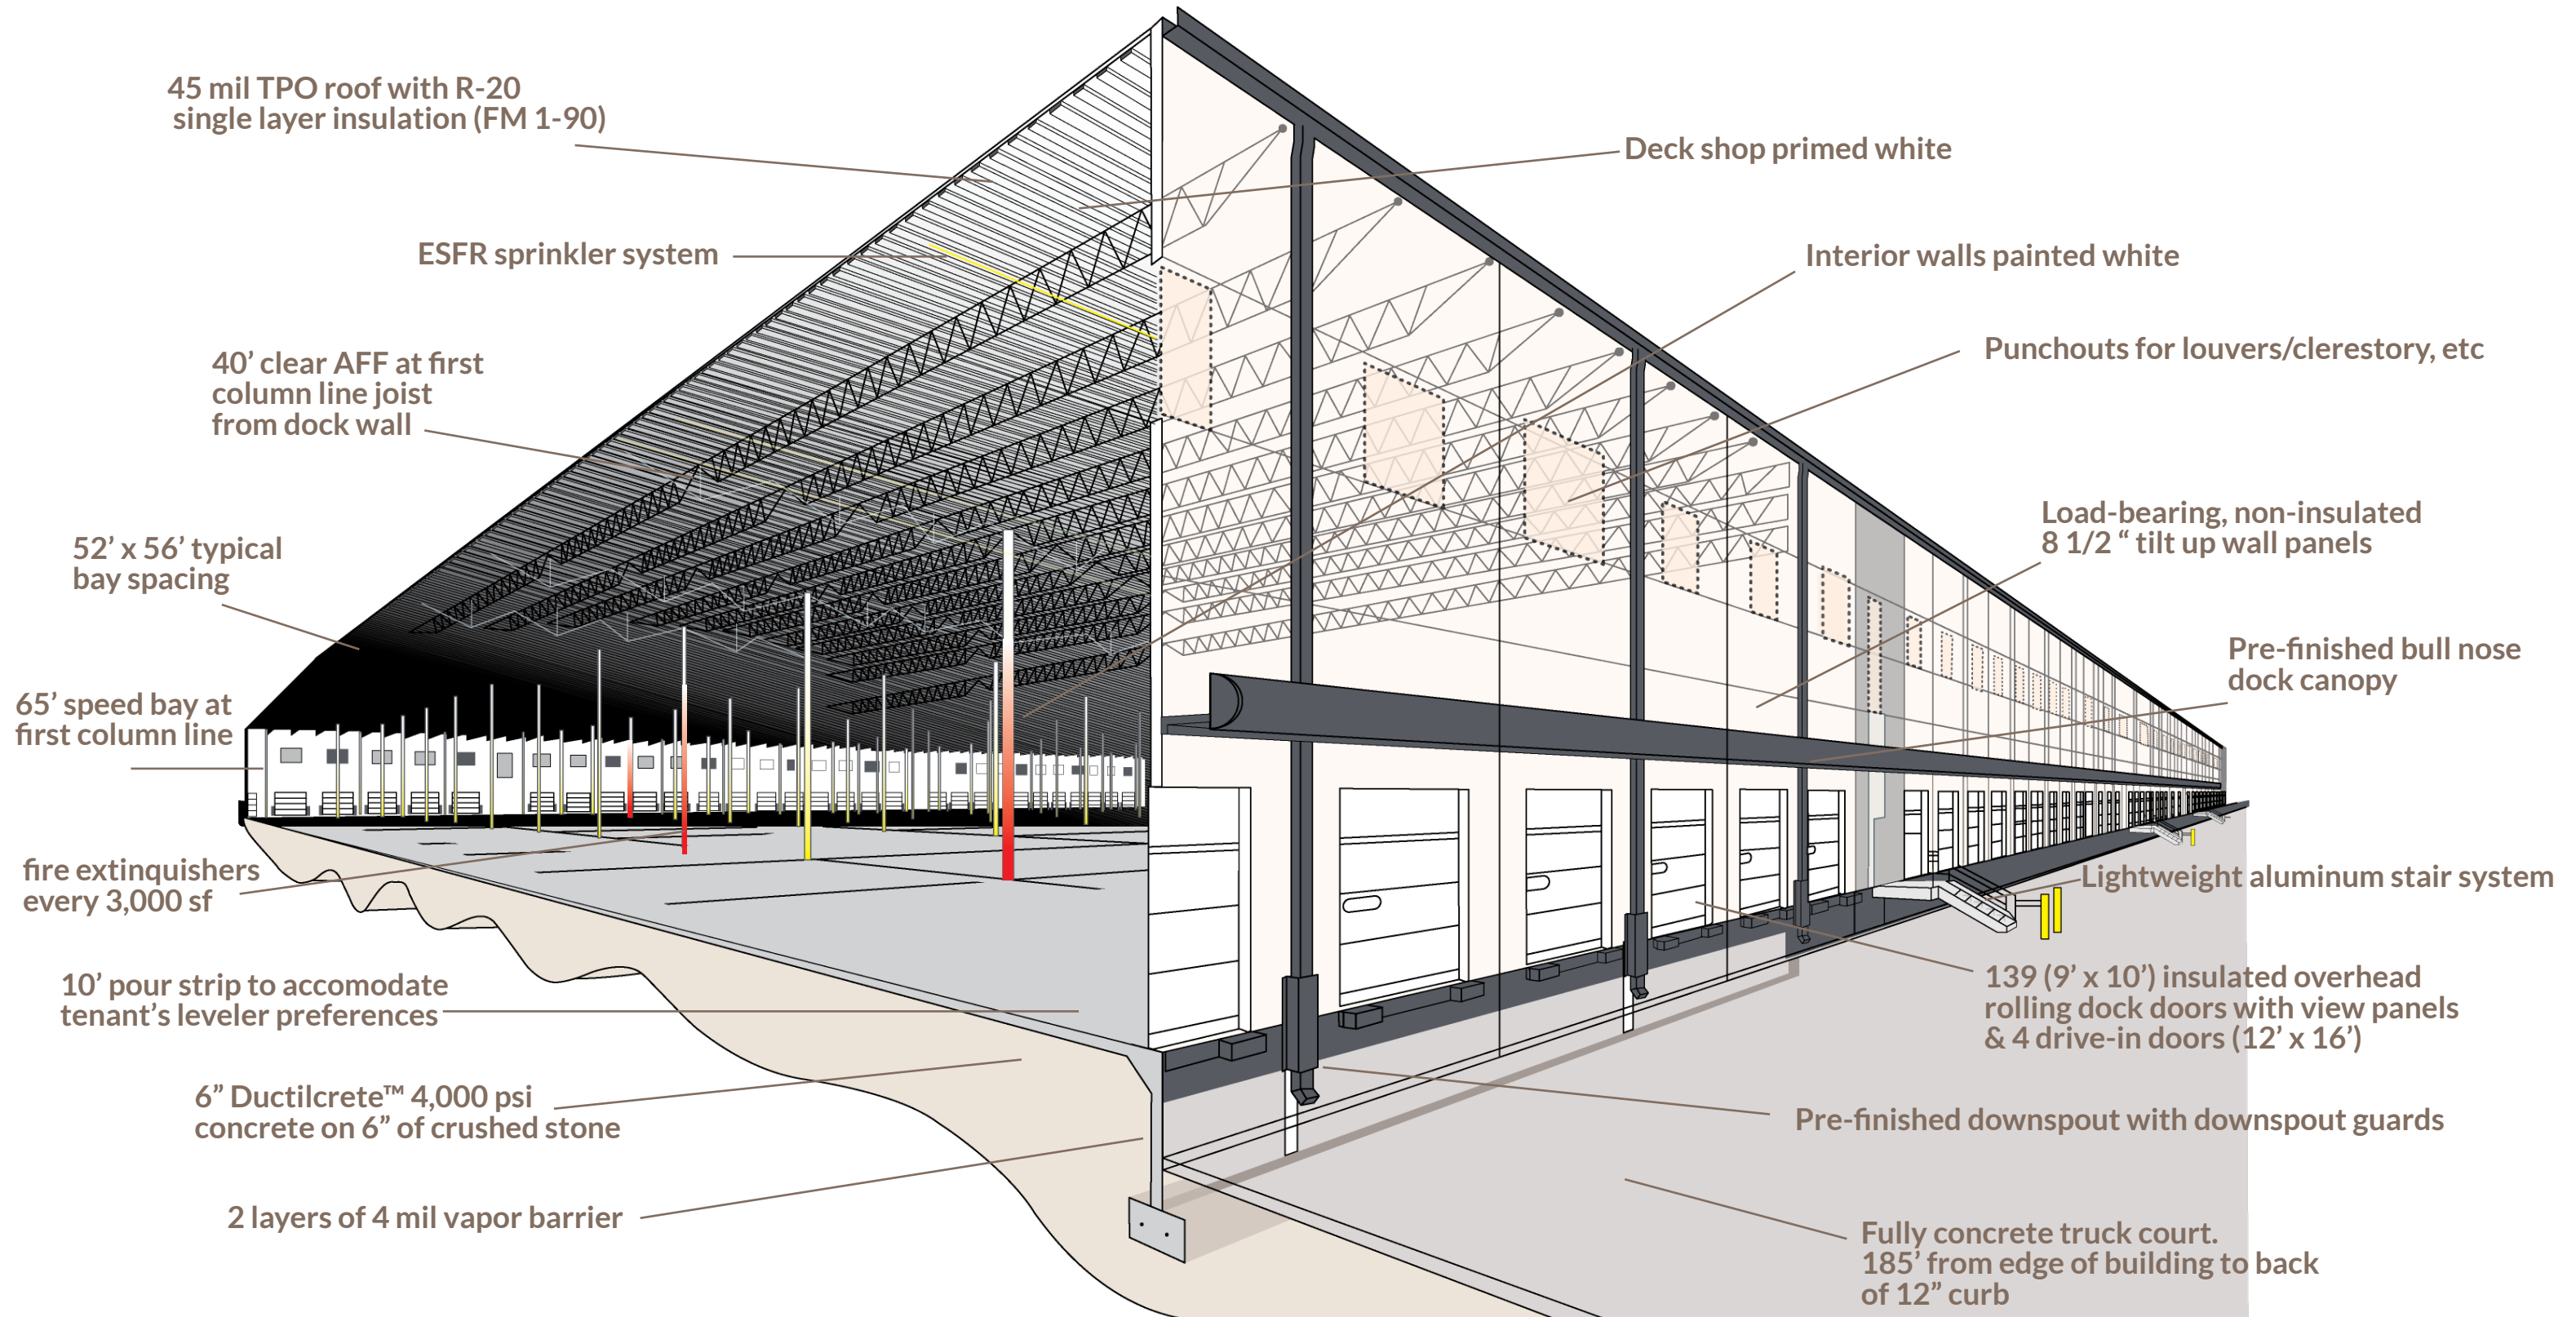 45 mil TPO roof with R-20
single layer insulation (FM 1-90)
ESFR sprinkler system
40’ clear AFF at first
column line joist
from dock wall
52’ x 56’ typical
bay spacing
65’ speed bay at
first column line
fire extinquishers
every 3,000 sf
10’ pour strip to accomodate
tenant’s leveler preferences
6” Ductilcrete™ 4,000 psi
concrete on 6” of crushed stone
2 layers of 4 mil vapor barrier
Deck shop primed white
Interior walls painted white
Punchouts for louvers/clerestory, etc
Load-bearing, non-insulated
8 1/2 “ tilt up wall panels
Pre-finished bull nose
dock canopy
Lightweight aluminum stair system
139 (9’ x 10’) insulated overhead
rolling dock doors with view panels
& 4 drive-in doors (12’ x 16’)
Pre-finished downspout with downspout guards
Fully concrete truck court.
185’ from edge of building to back
of 12” curb